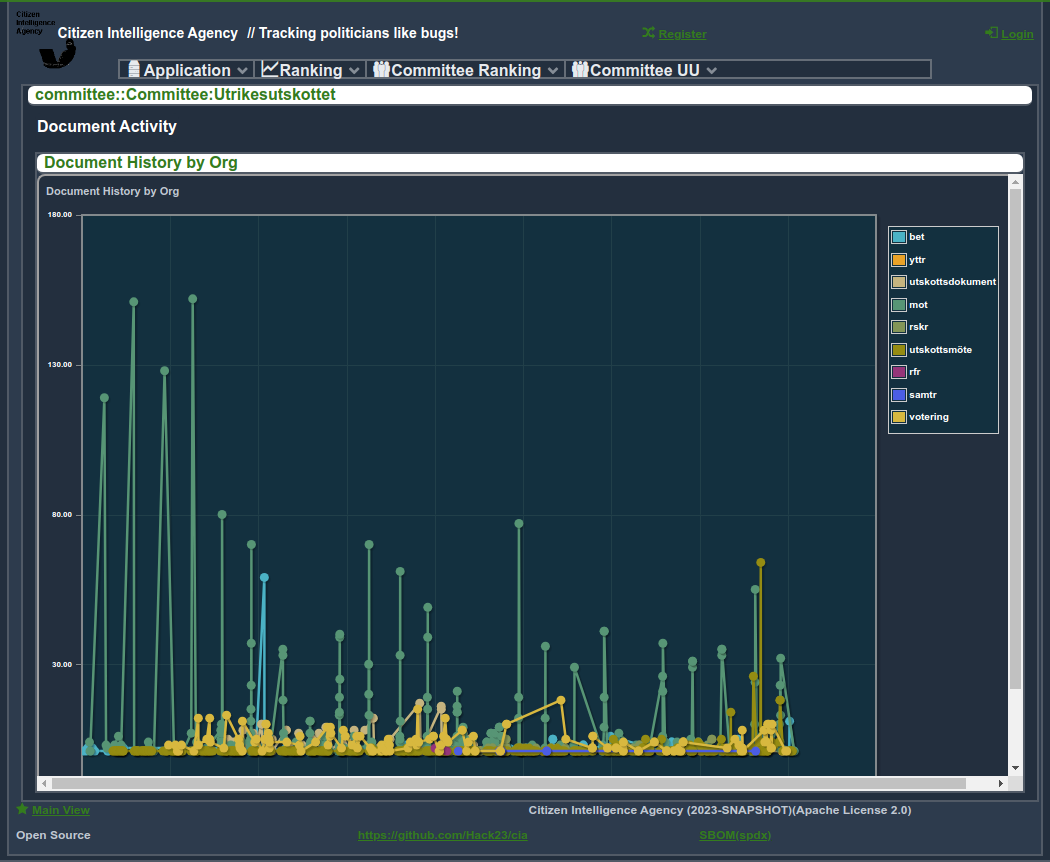 Citizen
Intelligence
Agency
Citizen Intelligence Agency // Tracking politicians like bugs!
Register
Login
Application
Ranking
Committee Ranking
Committee UU
committee::Committee:Utrikesutskottet
Document Activity
Document History by Org
Document History by Org
180.00
130.00
80.00
30.00
bet
yttr
utskottsdokument
mot
rskr
utskottsmöte
rfr
samtr
votering
Main View
Citizen Intelligence Agency (2023-SNAPSHOT)(Apache License 2.0)
Open Source
https://github.com/Hack23/cia
SBOM(spdx)